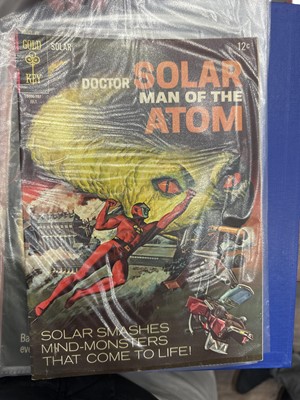 GOLD
KEY
SOLAR
12¢
DOCTOR SOLAR
MAN OF THE
ATOM
SOLAR SMASHES
MIND-MONSTERS
THAT COME TO LIFE!